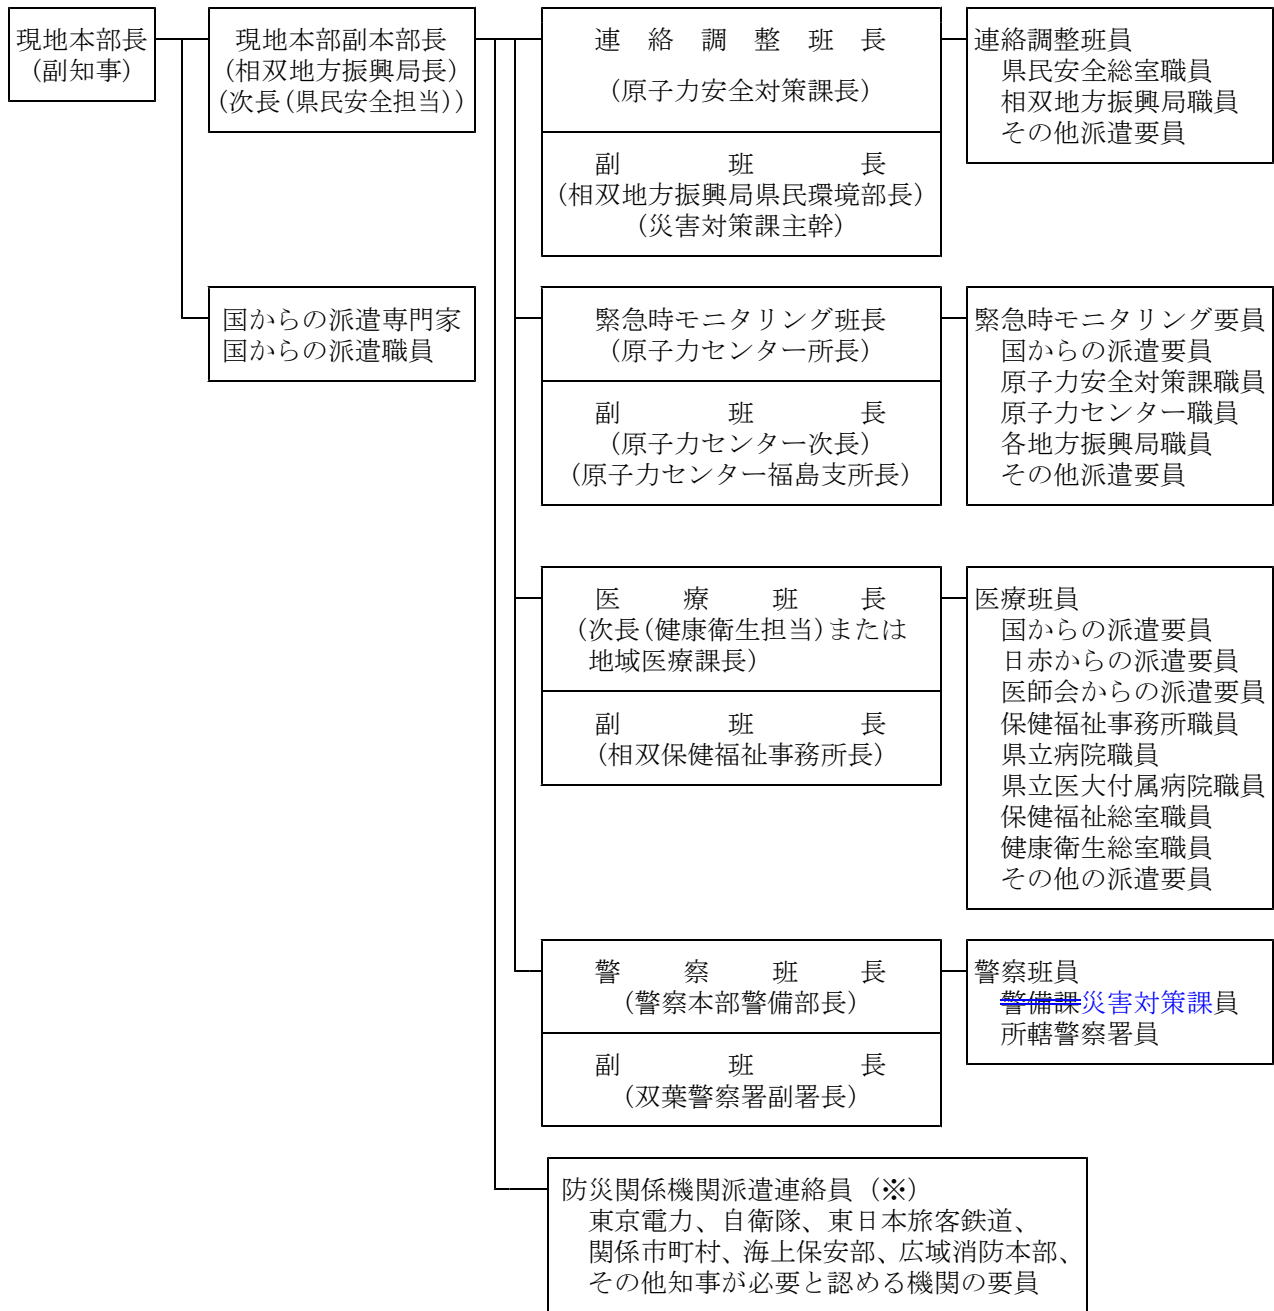 現地本部長
(副知事)
現地本部副本部長
(相双地方振興局長)
(次長(県民安全担当))
国からの派遣専門家
国からの派遣職員
連絡調整班長
(原子力安全対策課長)
副班長
(相双地方振興局県民環境部長)
(災害対策課主幹)
連絡調整班員
県民安全総室職員
相双地方振興局職員
その他派遣要員
緊急時モニタリング班長
(原子力センター所長)
副班長
(原子力センター次長)
(原子力センター福島支所長)
緊急時モニタリング要員
国からの派遣要員
原子力安全対策課職員
原子力センター職員
各地方振興局職員
その他派遣要員
医療班長
(次長(健康衛生担当)または
地域医療課長)
副班長
(相双保健福祉事務所長)
医療班員
国からの派遣要員
日赤からの派遣要員
医師会からの派遣要員
保健福祉事務所職員
県立病院職員
県立医大付属病院職員
保健福祉総室職員
健康衛生総室職員
その他の派遣要員
警察班長
(警察本部警備部長)
副班長
(双葉警察署副署長)
警察班員
警備課災害対策課員
所轄警察署員
防災関係機関派遣連絡員(※)
東京電力、自衛隊、東日本旅客鉄道、
関係市町村、海上保安部、広域消防本部、
その他知事が必要と認める機関の要員